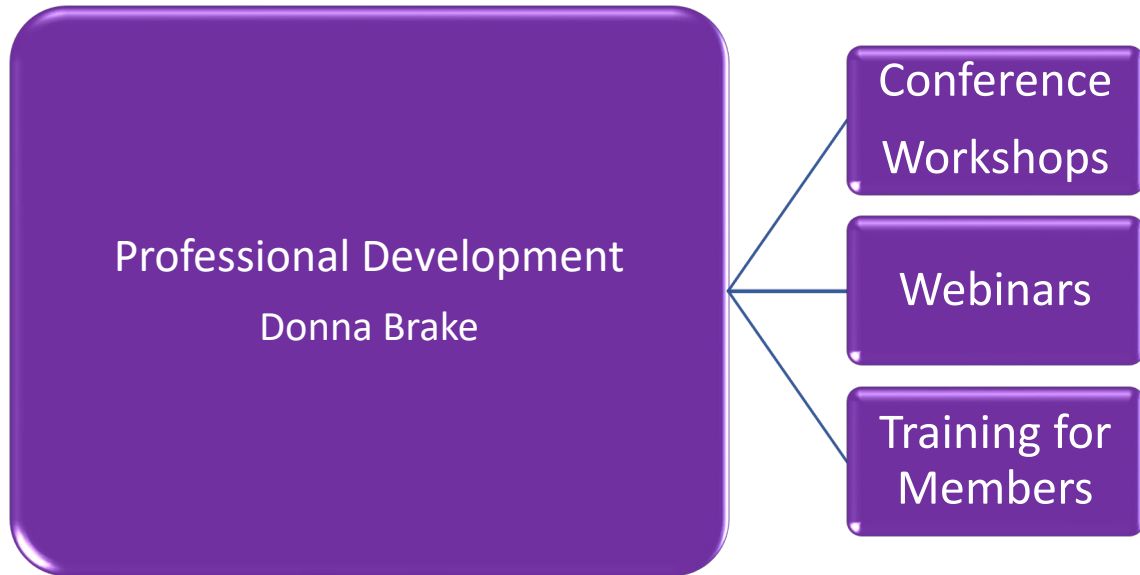 Professional Development
Donna Brake
Conference
Workshops
Webinars
Training for
Members